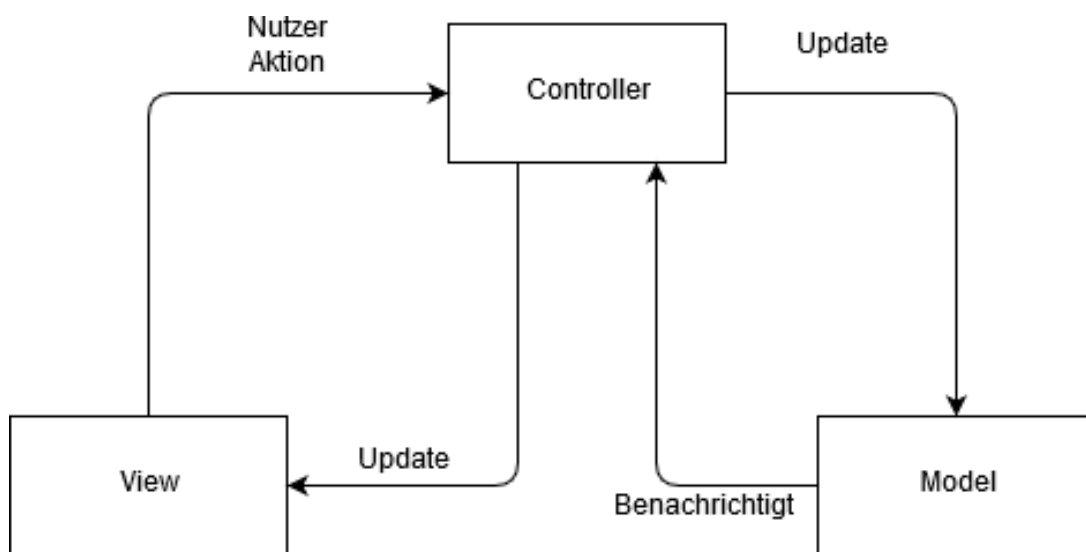 Nutzer
Aktion
Controller
Update
View
Update
Benachrichtigt
Model